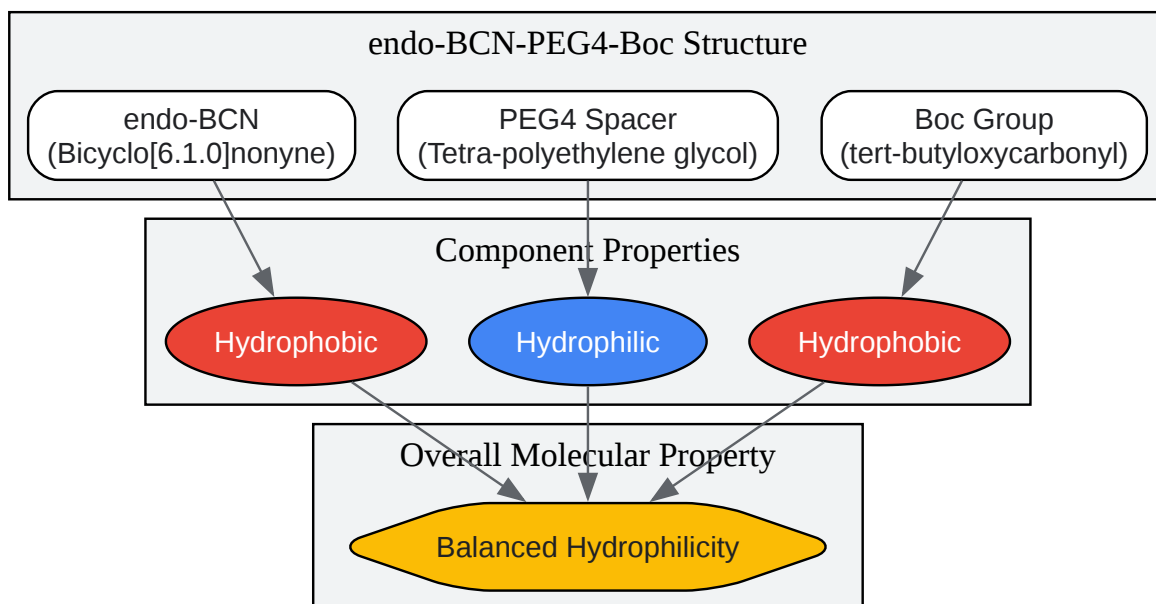 endo-BCN-PEG4-Boc Structure
endo-BCN
(Bicyclo[6.1.0]nonyne)
PEG4 Spacer
(Tetra-polyethylene glycol)
Boc Group
(tert-butyloxycarbonyl)
Component Properties
Hydrophobic
Hydrophilic
Hydrophobic
Overall Molecular Property
Balanced Hydrophilicity